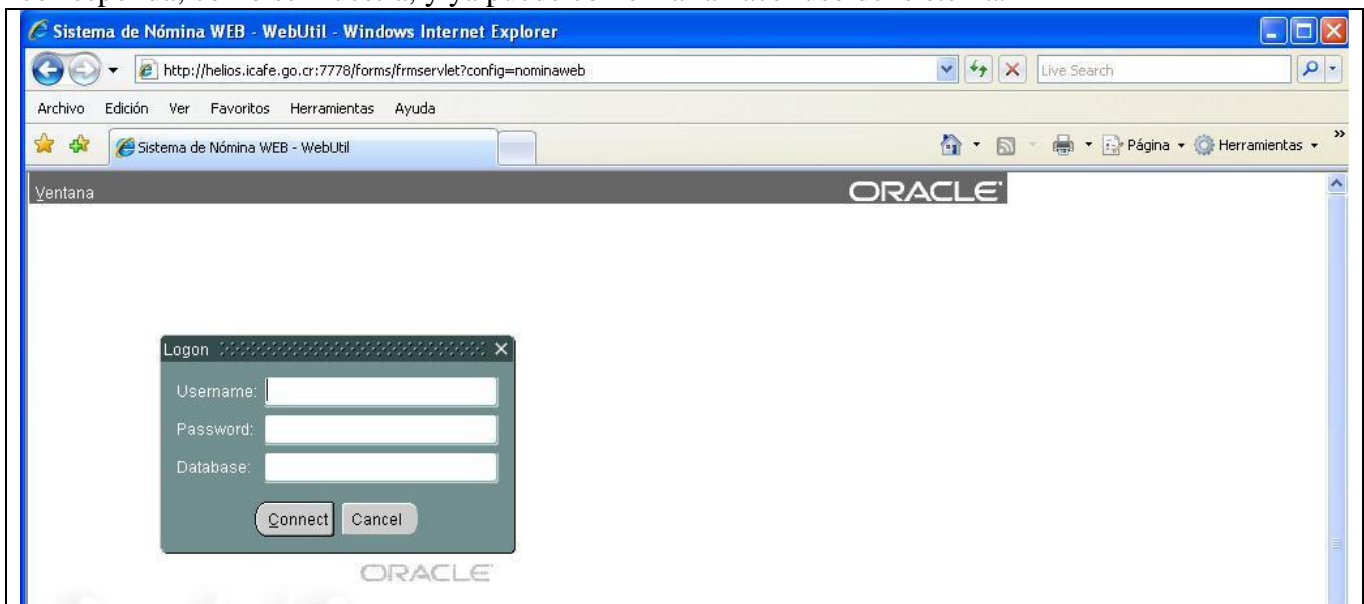 Sistema de Nómina WEB - WebUtil - Windows Internet Explorer
http://helios.icafe.go.cr:7778/forms/frmservlet?config=nominaweb
Live Search
Archivo Edición Ver Favoritos Herramientas Ayuda
Sistema de Nómina WEB - WebUtil
Página Herramientas
Ventana
ORACLE
Logon
Username:
Password:
Database:
Connect Cancel
ORACLE